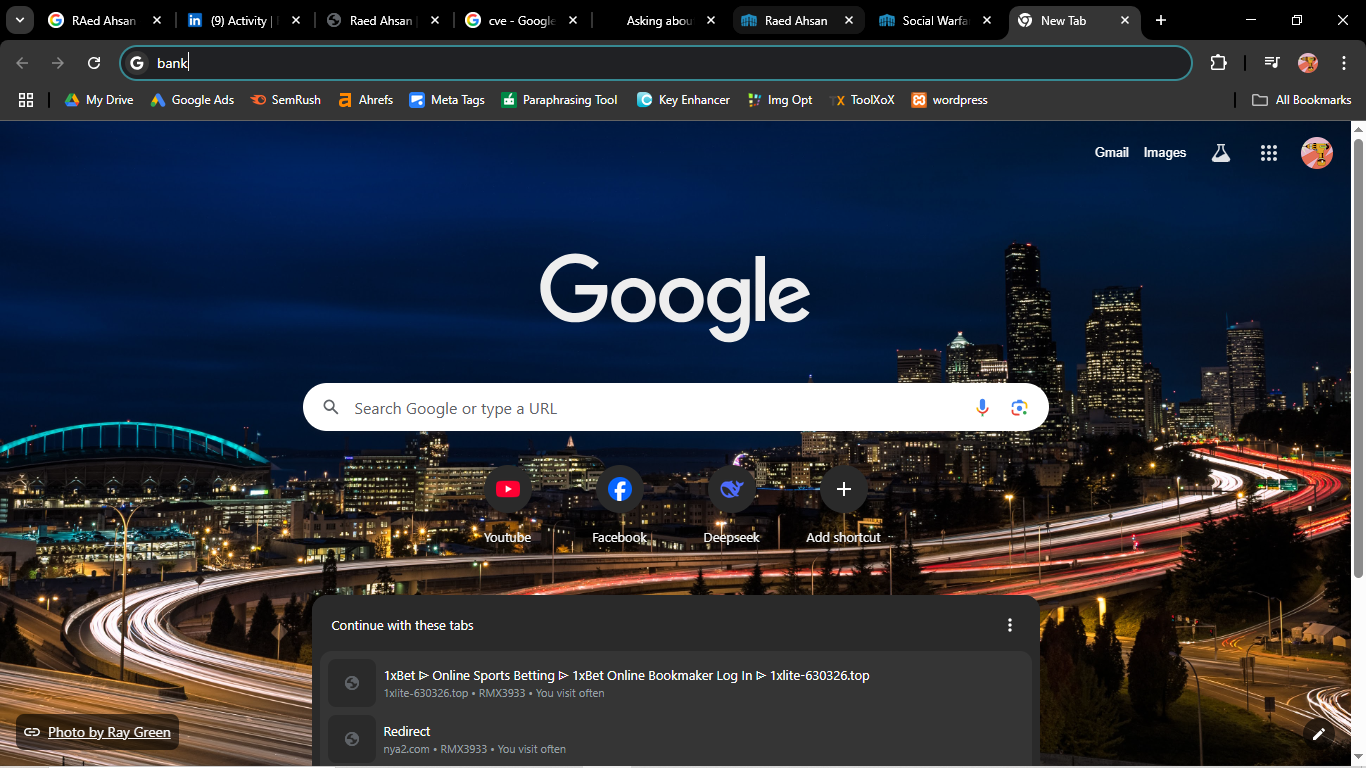 RAed Ahsan
(9) Activity |
Raed Ahsan
cve - Google
Asking abou
Raed Ahsan
Social Warfa
New Tab
bank
My Drive
Google Ads
SemRush
Ahrefs
Meta Tags
Paraphrasing Tool
Key Enhancer
Img Opt
ToolXoX
wordpress
All Bookmarks
Gmail
Images
Google
Search Google or type a URL
Youtube
Facebook
Deepseek
Add shortcut
Continue with these tabs
1xBet ᐉ Online Sports Betting ᐉ 1xBet Online Bookmaker Log In ᐉ 1xlite-630326.top
1xlite-630326.top • RMX3933 • You visit often
Redirect
nya2.com • RMX3933 • You visit often
Photo by Ray Green